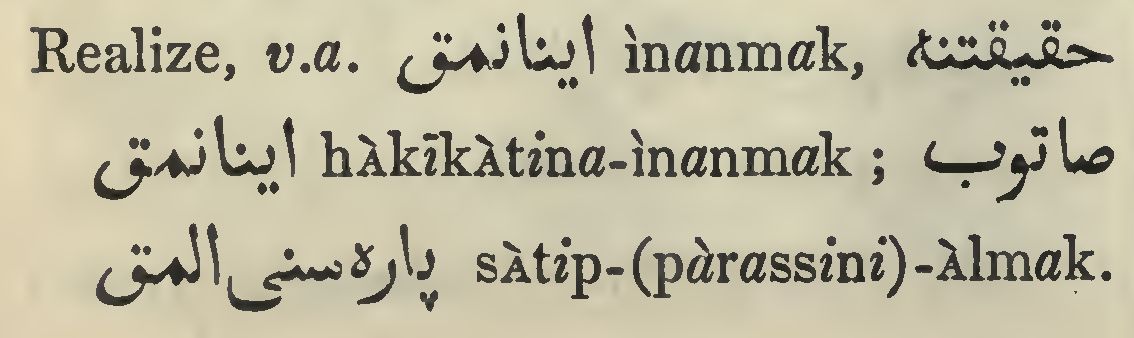 Realize, v.a. اینانمق ìnanmak, حقیقتنه
اینانمق hàkīkàtina-ìnanmak ; صاتوب
پاره‌سنی المق sàtip-(pàrassini)-àlmak.